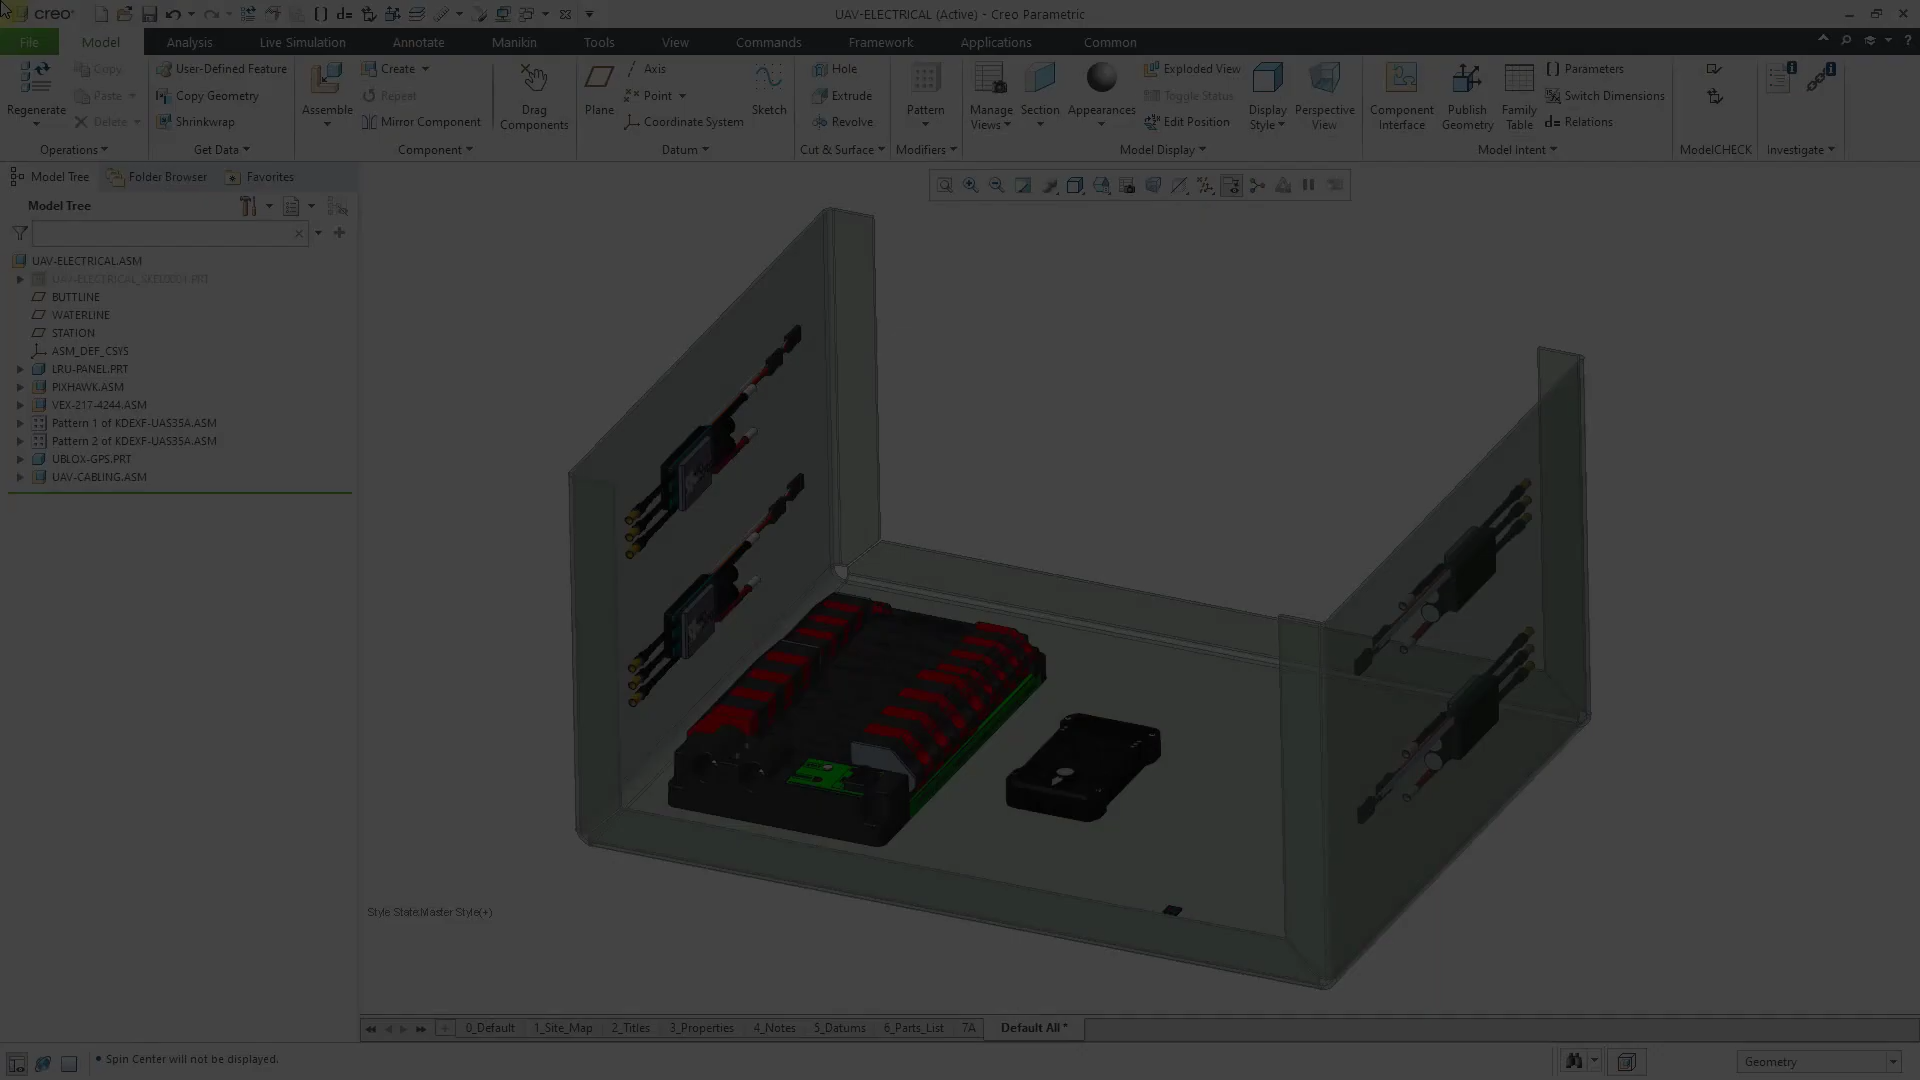 creo
UAV-ELECTRICAL (Active) - Creo Parametric
File
Model
Analysis
Live Simulation
Annotate
Manikin
Tools
View
Commands
Framework
Applications
Common
Regenerate
Copy
Paste
Delete
Operations
User-Defined Feature
Copy Geometry
Shrinkwrap
Get Data
Assemble
Create
Repeat
Mirror Component
Component
Drag
Components
Plane
Axis
Point
Coordinate System
Sketch
Datum
Hole
Extrude
Revolve
Cut & Surface
Pattern
Modifiers
Manage
Views
Section
Appearances
Exploded View
Toggle Status
Edit Position
Display
Style
Perspective
View
Model Display
Component
Interface
Publish
Geometry
Family
Table
Parameters
Switch Dimensions
d= Relations
Model Intent
ModelCHECK
Investigate
Model Tree
Folder Browser
Favorites
Model Tree
UAV-ELECTRICAL.ASM
BUTTLINE
WATERLINE
STATION
ASM_DEF_CSYS
LRU-PANEL.PRT
PIXHAWK.ASM
VEX-217-4244.ASM
Pattern 1 of KDEXF-UAS35A.ASM
Pattern 2 of KDEXF-UAS35A.ASM
UBLOX-GPS.PRT
UAV-CABLING.ASM
Style State:Master Style(+)
0_Default
1_Site_Map
2_Titles
3_Properties
4_Notes
5_Datums
6_Parts_List
7A
Default All *
• Spin Center will not be displayed.
Geometry